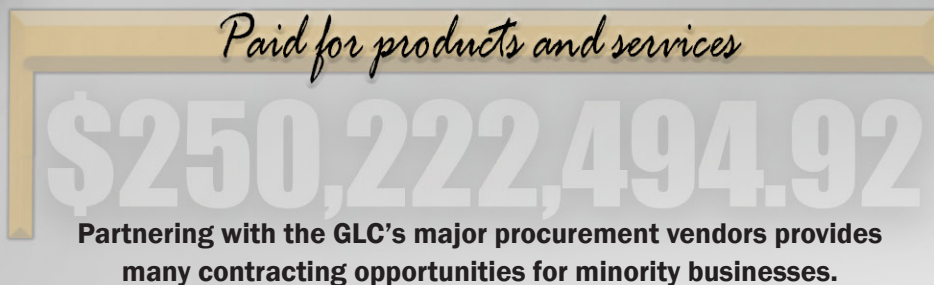 Paid for products and services
$250,222,494.92
Partnering with the GLC's major procurement vendors provides
many contracting opportunities for minority businesses.